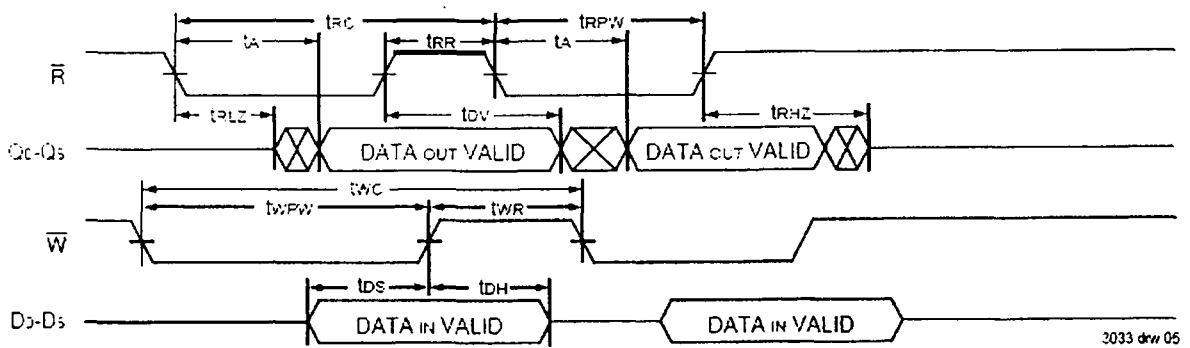 tRC tRPW
tA tRR tA
R
tRLZ tDV tRHZ
Q0-Q8 DATA OUT VALID DATA OUT VALID
tWC
tWPW tWR
W
tDS tDH
D0-D8 DATA IN VALID DATA IN VALID
3033 drw 05